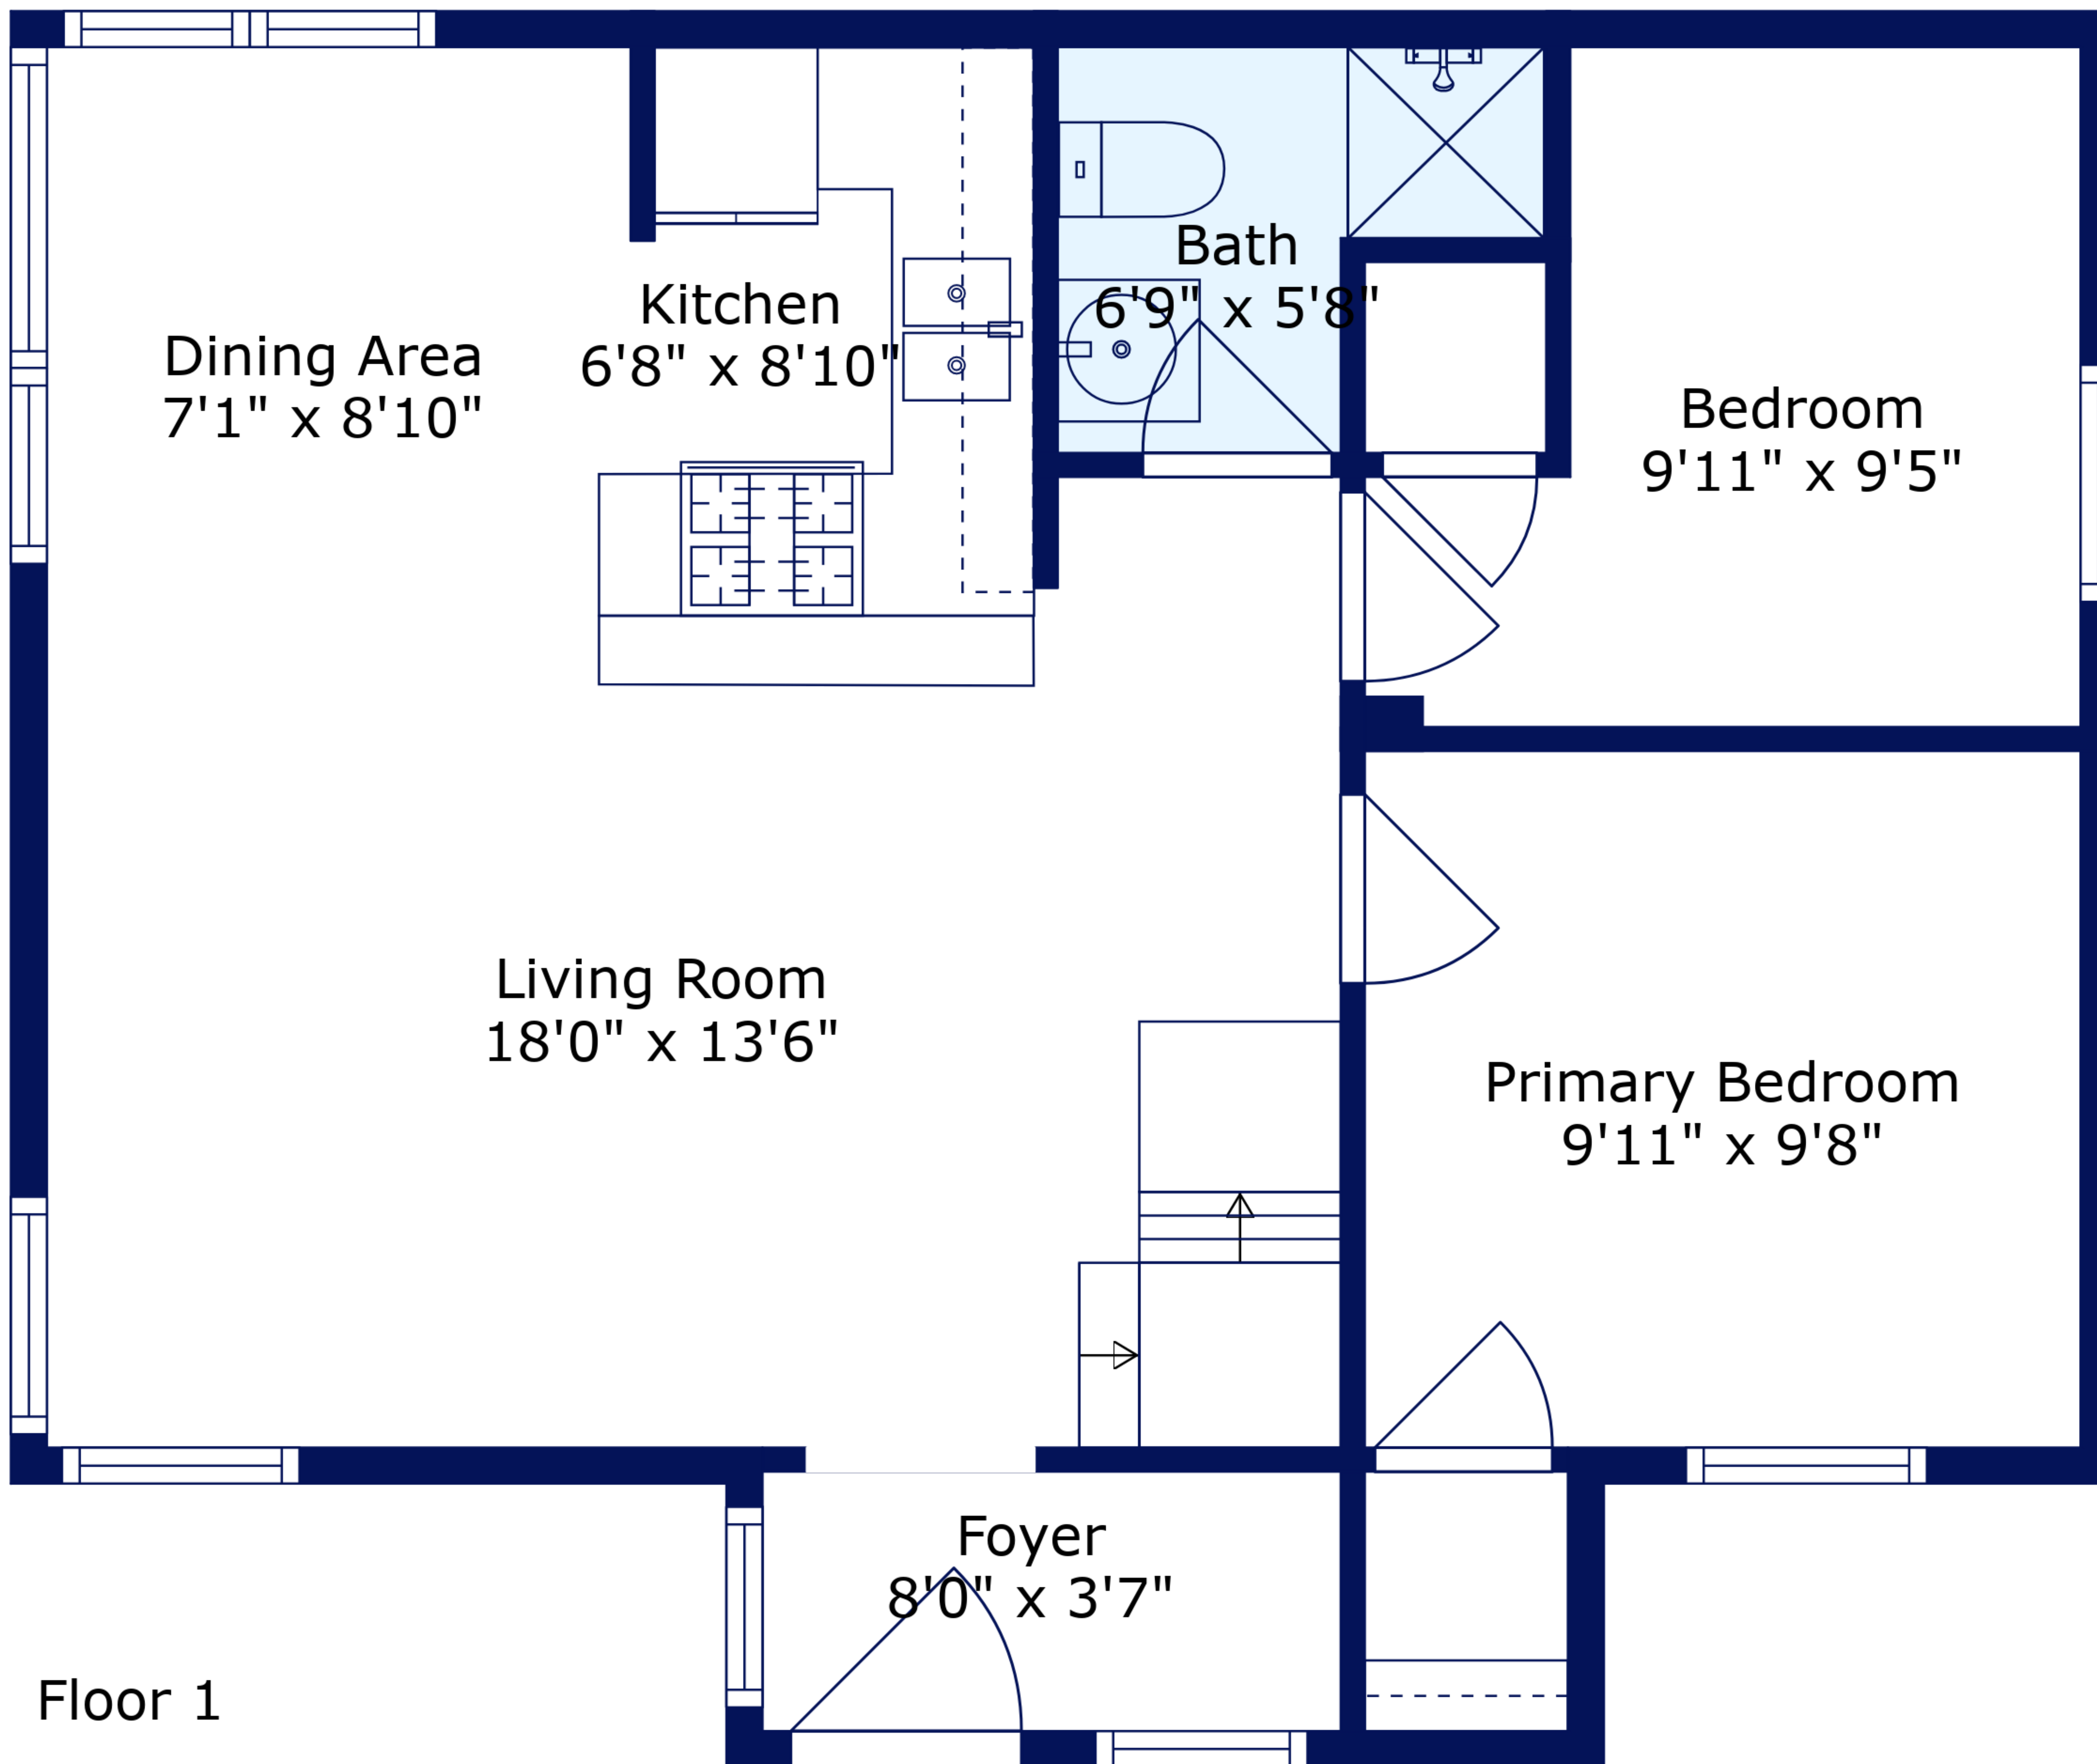 Bath
6'9" x 5'8"
Kitchen
6'8" x 8'10"
Dining Area
7'1" x 8'10"
Bedroom
9'11" x 9'5"
Living Room
18'0" x 13'6"
Primary Bedroom
9'11" x 9'8"
Foyer
8'0" x 3'7"
Floor 1